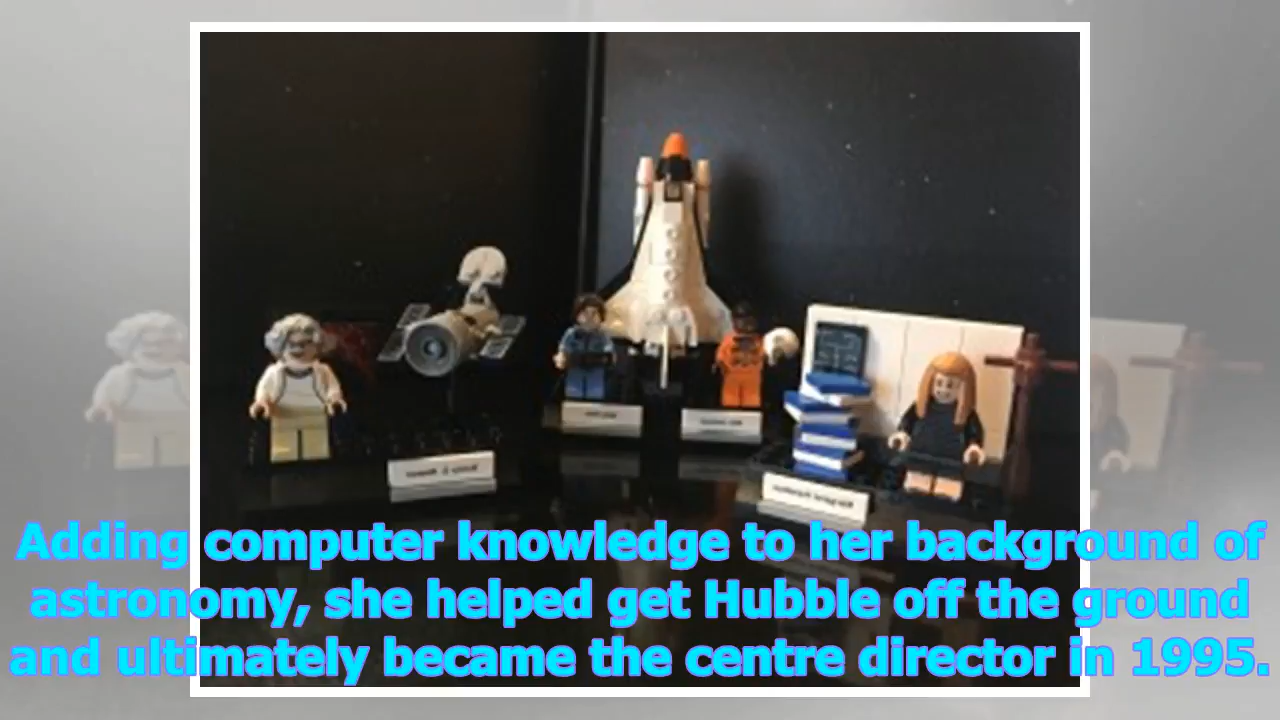 Adding computer knowledge to her background of
astronomy, she helped get Hubble off the ground
and ultimately became the centre director in 1995.